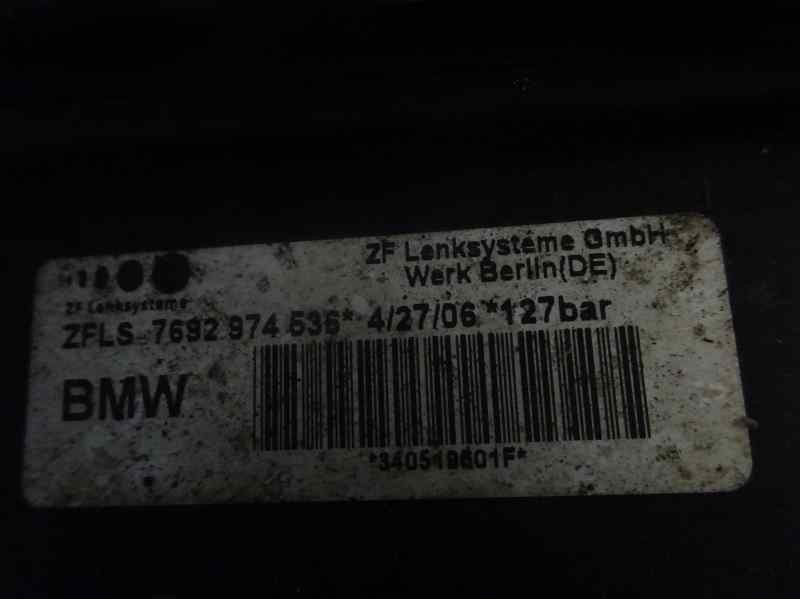 ZF Lenksysteme GmbH
Werk Berlin(DE)
ZF Lenksysteme
ZFLS 7692 974 536* 4/27/06 *127bar
BMW
*340519601F*